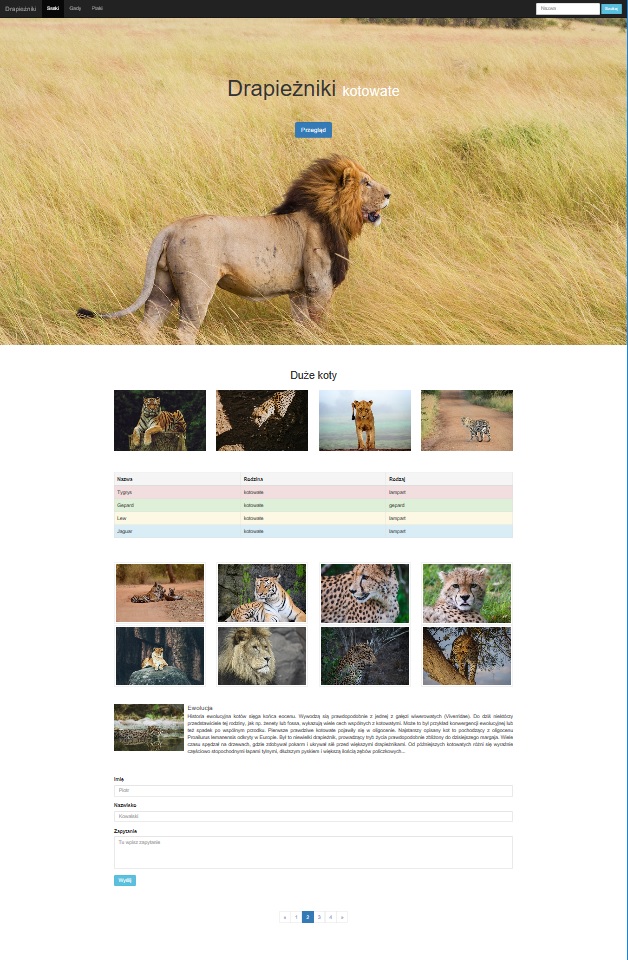 Drapieżniki Ssaki Gady Ptaki Nazwa Szukaj
Drapieżniki kotowate
Przegląd
Duże koty
Nazwa Rodzina Rodzaj
Tygrys kotowate lampart
Gepard kotowate gepard
Lew kotowate lampart
Jaguar kotowate lampart
Ewolucja
Historia ewolucyjna kotów sięga końca eocenu. Wywodzą się prawdopodobnie z jednej z gałęzi wiwerowatych (Viverridae). Do dziś niektórzy
przedstawiciele tej rodziny, jak np. żenety lub fossa, wykazują wiele cech wspólnych z kotowatymi. Może to być przykład konwergencji ewolucyjnej lub
też spadek po wspólnym przodku. Pierwsze prawdziwe kotowate pojawiły się w oligocenie. Najstarszy opisany kot to pochodzący z oligocenu
Proailurus lemanensis odkryty w Europie. Był to niewielki drapieżnik, prowadzący tryb życia prawdopodobnie zbliżony do dzisiejszego margaja. Wiele
czasu spędzał na drzewach, gdzie zdobywał pokarm i ukrywał się przed większymi drapieżnikami. Od późniejszych kotowatych różnił się wyraźnie
częściowo stopochodnymi łapami tylnymi, dłuższym pyskiem i większą ilością zębów policzkowych...
Imię
Piotr
Nazwisko
Kowalski
Zapytanie
Tu wpisz zapytanie
Wyślij
« 1 2 3 4 »